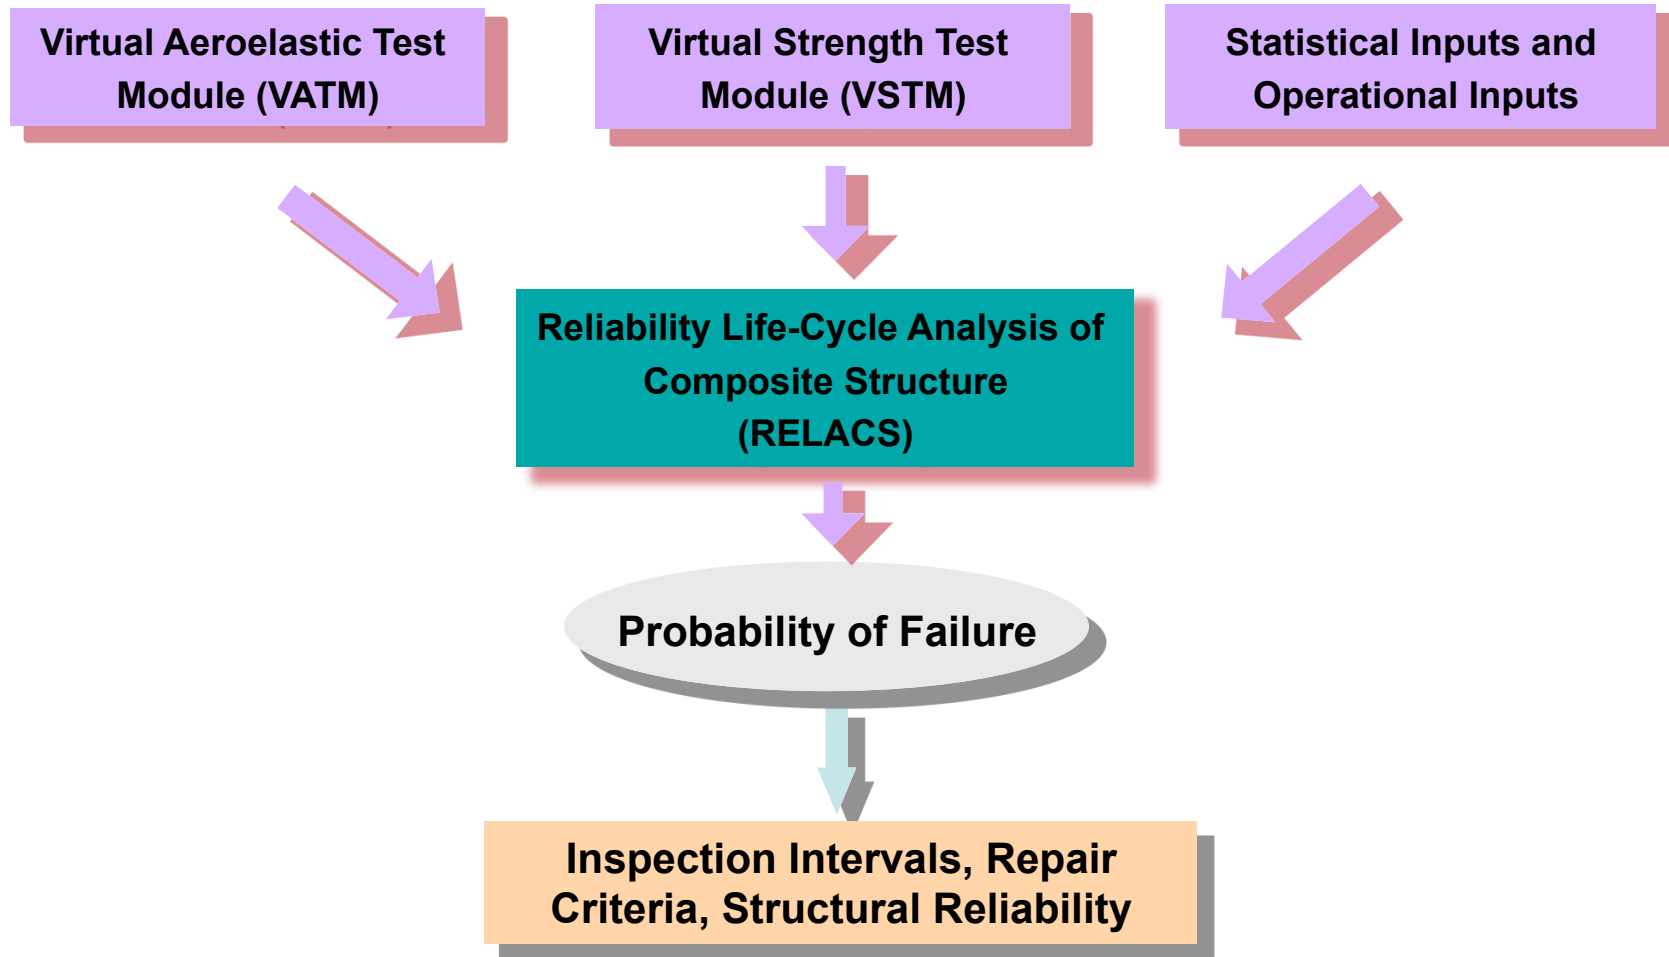 Virtual Aeroelastic Test
Module (VATM)
Virtual Strength Test
Module (VSTM)
Statistical Inputs and
Operational Inputs
Reliability Life-Cycle Analysis of
Composite Structure
(RELACS)
Probability of Failure
Inspection Intervals, Repair
Criteria, Structural Reliability